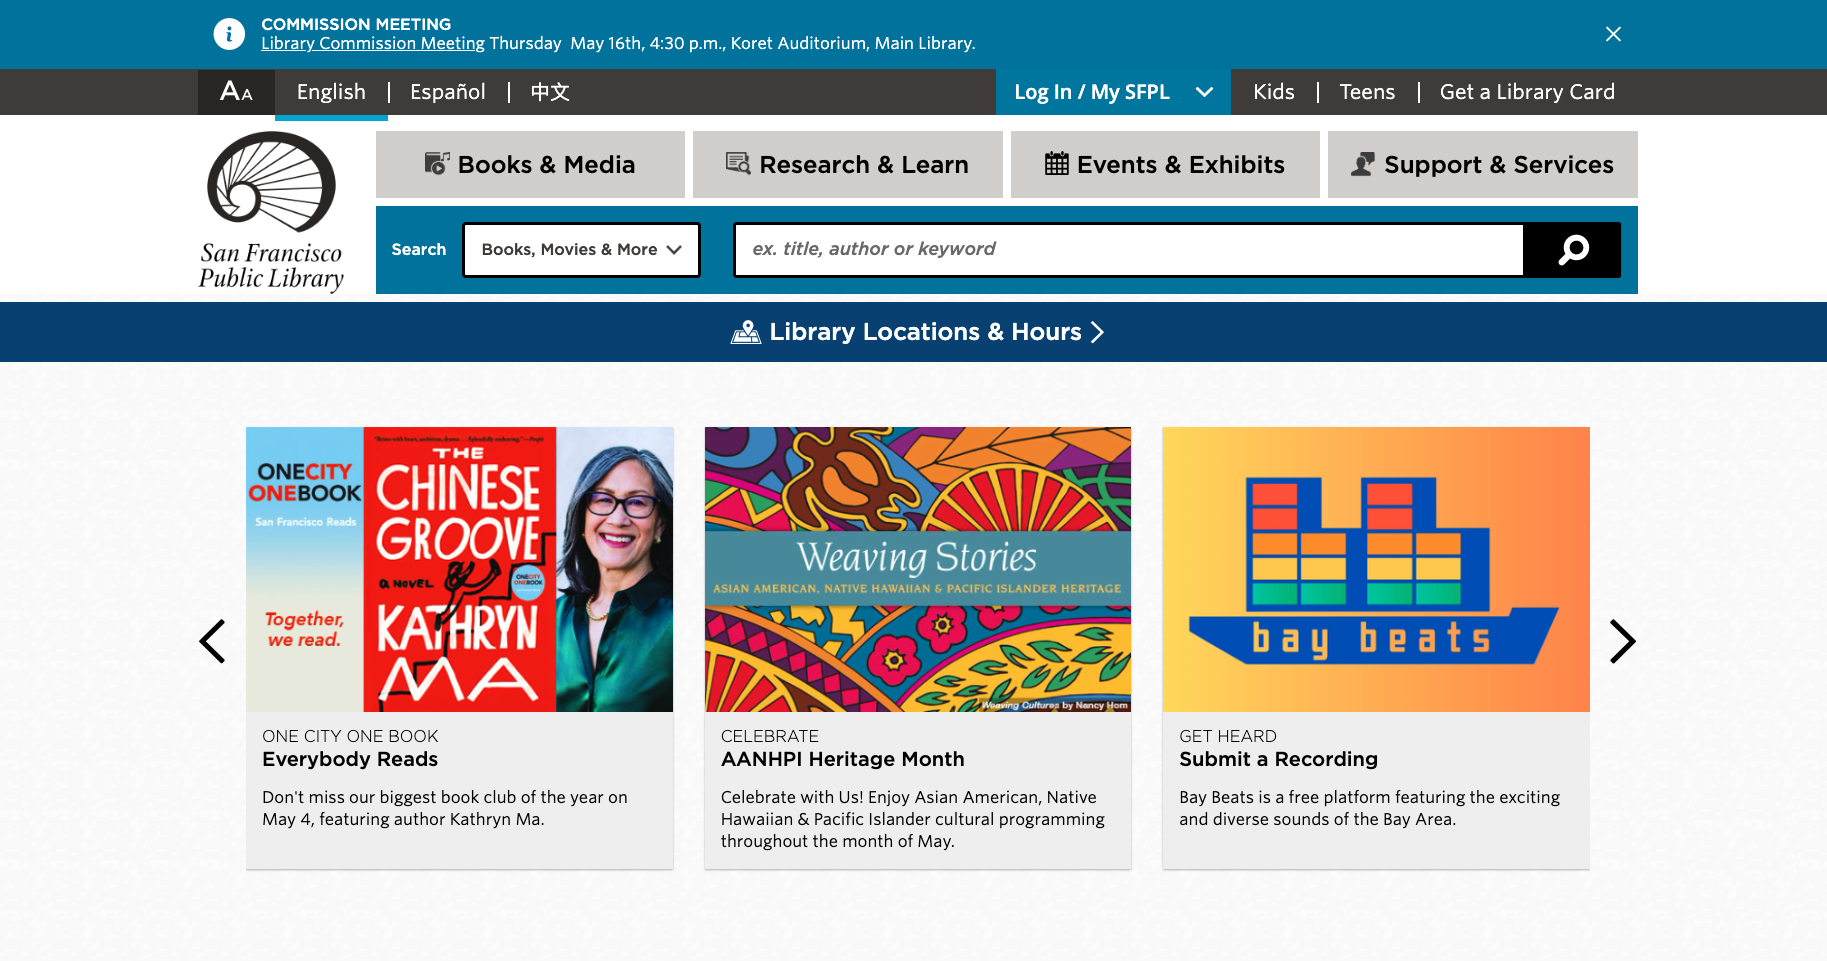 COMMISSION MEETING
Library Commission Meeting Thursday May 16th, 4:30 p.m., Koret Auditorium, Main Library.
AA
English
Español
中文
Log In / My SFPL
Kids
Teens
Get a Library Card
San Francisco
Public Library
Books & Media
Research & Learn
Events & Exhibits
Support & Services
Search
Books, Movies & More
ex. title, author or keyword
Library Locations & Hours
ONECITY
ONEBOOK
San Francisco Reads
Together,
we read.
THE
CHINESE
GROOVE
A NOVEL
ONECITY
ONEBOOK
KATHRYN
MA
ONE CITY ONE BOOK
Everybody Reads
Don't miss our biggest book club of the year on
May 4, featuring author Kathryn Ma.
Weaving Stories
ASIAN AMERICAN, NATIVE HAWAIIAN & PACIFIC ISLANDER HERITAGE
Weaving Cultures by Nancy Hom
CELEBRATE
AANHPI Heritage Month
Celebrate with Us! Enjoy Asian American, Native
Hawaiian & Pacific Islander cultural programming
throughout the month of May.
bay beats
GET HEARD
Submit a Recording
Bay Beats is a free platform featuring the exciting
and diverse sounds of the Bay Area.